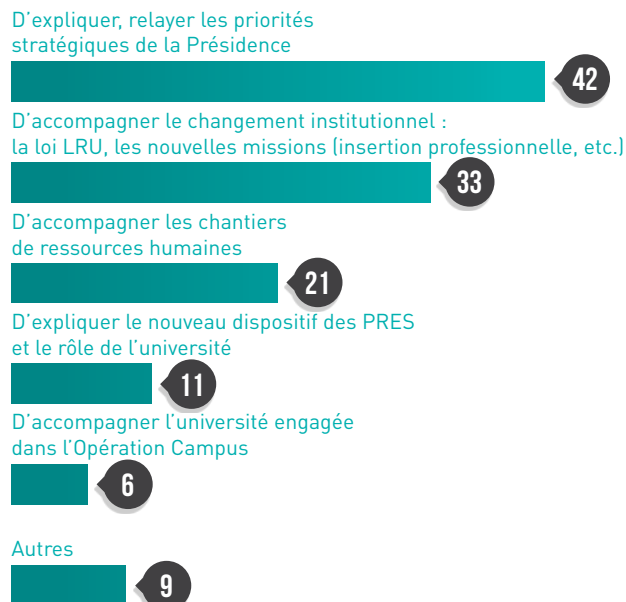 D'expliquer, relayer les priorités
stratégiques de la Présidence
42
D'accompagner le changement institutionnel :
la loi LRU, les nouvelles missions (insertion professionnelle, etc.)
33
D'accompagner les chantiers
de ressources humaines
21
D'expliquer le nouveau dispositif des PRES
et le rôle de l'université
11
D'accompagner l'université engagée
dans l'Opération Campus
6
Autres
9